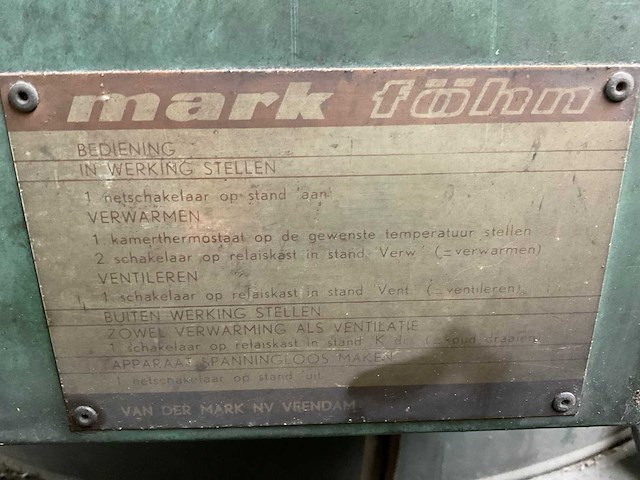 mark föhn
BEDIENING
IN WERKING STELLEN
1 netschakelaar op stand 'aan'
VERWARMEN
1 kamerthermostaat op de gewenste temperatuur stellen
2 schakelaar op relaiskast in stand 'Verw.' (=verwarmen)
VENTILEREN
1 schakelaar op relaiskast in stand 'Vent.' (=ventileren)
BUITEN WERKING STELLEN
ZOWEL VERWARMING ALS VENTILATIE
1 schakelaar op relaiskast in stand draaien
APPARAAT SPANNINGLOOS MAKEN
1 netschakelaar op stand 'uit'
VAN DER MARK NV VEENDAM